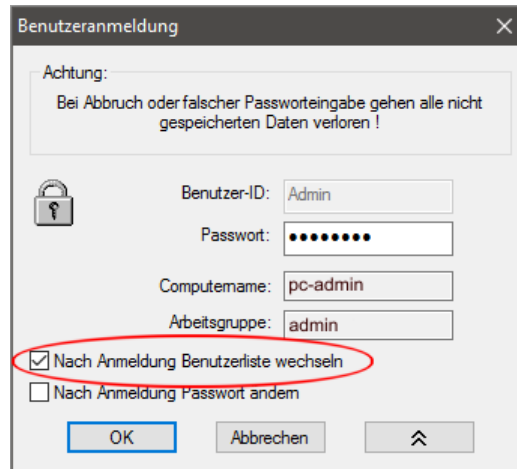 Benutzeranmeldung
Achtung:
Bei Abbruch oder falscher Passworteingabe gehen alle nicht
gespeicherten Daten verloren !
Benutzer-ID: Admin
Passwort: ●●●●●●●●
Computername: pc-admin
Arbeitsgruppe: admin
Nach Anmeldung Benutzerliste wechseln
Nach Anmeldung Passwort ändern
OK Abbrechen